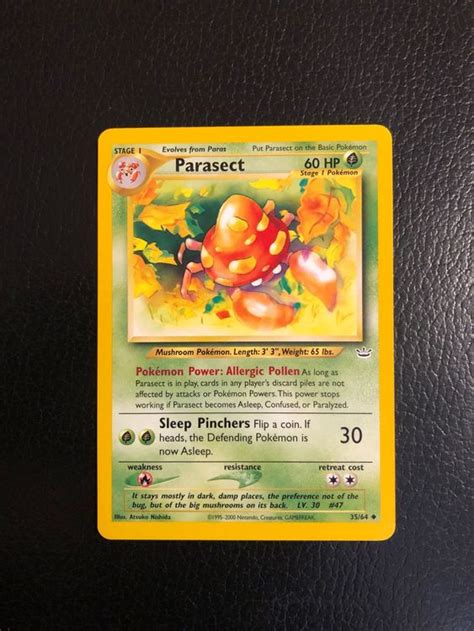 STAGE 1 Evolves from Paras Put Parasect on the Basic Pokémon
Parasect 60 HP
Stage 1 Pokémon
Mushroom Pokémon. Length: 3' 3", Weight: 65 lbs.
Pokémon Power: Allergic Pollen As long as
Parasect is in play, cards in any player's discard piles are not
affected by attacks or Pokémon Powers. This power stops
working if Parasect becomes Asleep, Confused, or Paralyzed.
Sleep Pinchers Flip a coin. If
heads, the Defending Pokémon is
now Asleep.
30
weakness resistance retreat cost
It stays mostly in dark, damp places, the preference not of the
bug, but of the big mushrooms on its back. LV. 30 #47
Illus. Atsuko Nishida ©1995-2000 Nintendo, Creatures, GAMEFREAK. 35/64